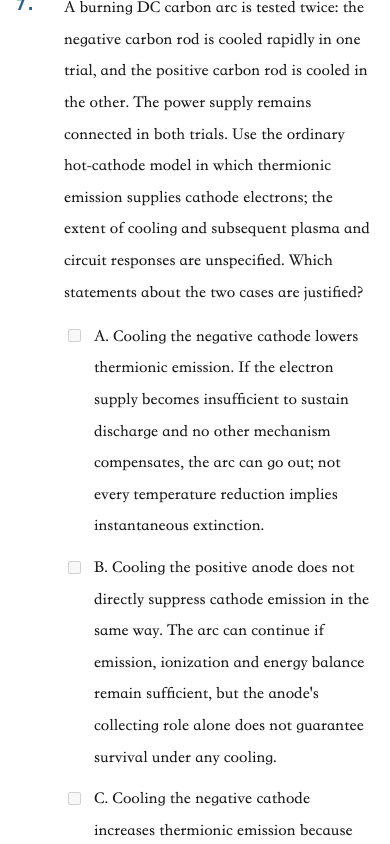 7. A burning DC carbon arc is tested twice: the
negative carbon rod is cooled rapidly in one
trial, and the positive carbon rod is cooled in
the other. The power supply remains
connected in both trials. Use the ordinary
hot-cathode model in which thermionic
emission supplies cathode electrons; the
extent of cooling and subsequent plasma and
circuit responses are unspecified. Which
statements about the two cases are justified?
A. Cooling the negative cathode lowers
thermionic emission. If the electron
supply becomes insufficient to sustain
discharge and no other mechanism
compensates, the arc can go out; not
every temperature reduction implies
instantaneous extinction.
B. Cooling the positive anode does not
directly suppress cathode emission in the
same way. The arc can continue if
emission, ionization and energy balance
remain sufficient, but the anode's
collecting role alone does not guarantee
survival under any cooling.
C. Cooling the negative cathode
increases thermionic emission because